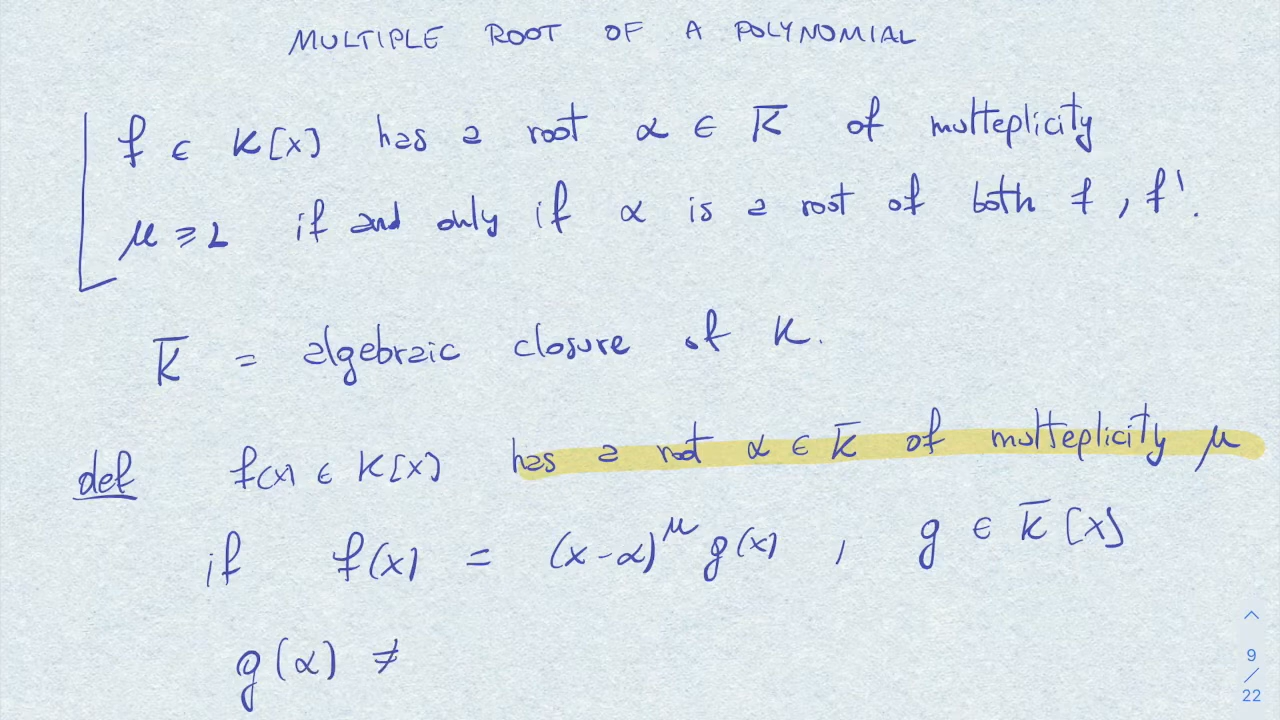 MULTIPLE ROOT OF A POLYNOMIAL
f ∈ K[x] has a root α ∈ K̅ of multeplicity
μ ⩾ 2 if and only if α is a root of both f, f'.
K̅ = algebraic closure of K.
def f(x) ∈ K[x] has a root α ∈ K̅ of multeplicity μ
if f(x) = (x-α)^μ g(x), g ∈ K̅[x]
g(α) ≠
9
/
22